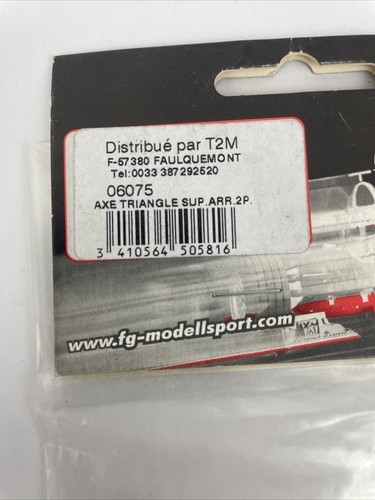 Distribué par T2M
F-57380 FAULQUEMONT
Tel:0033 387292520
06075
AXE TRIANGLE SUP.ARR.2P.
3 410564 505816
www.fg-modellsport.com